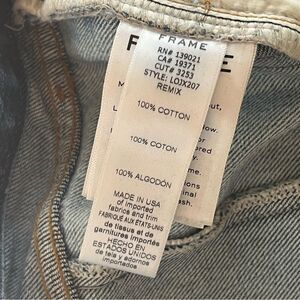 FRAME
RN# 139021
CA# 19371
CUT# 3253
STYLE: LOJX207
REMIX
100% COTTON
100% COTON
100% ALGODÓN
MADE IN USA
of imported
fabrics and trim
FABRIQUÉ AUX ÉTATS-UNIS
de tissus et de
garnitures importés
HECHO EN
ESTADOS UNIDOS
de tela y adornos
importados